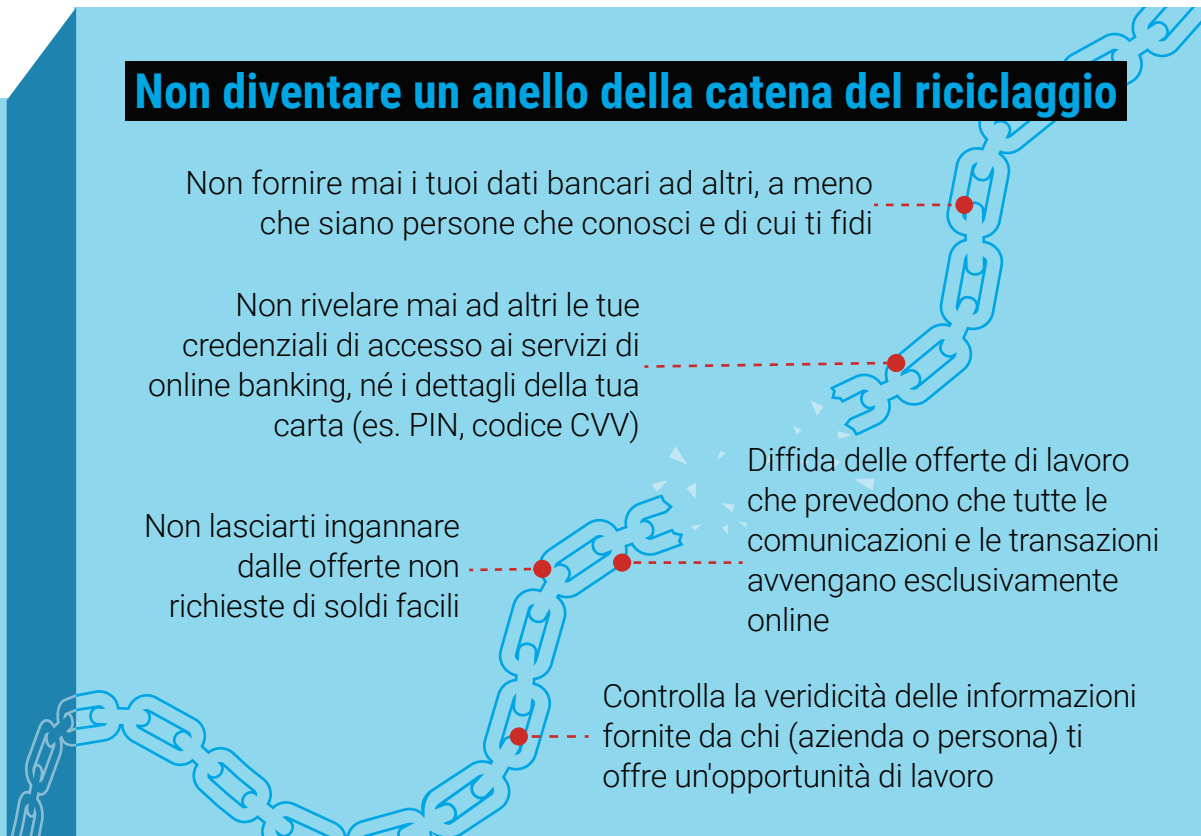 Non diventare un anello della catena del riciclaggio
Non fornire mai i tuoi dati bancari ad altri, a meno
che siano persone che conosci e di cui ti fidi
Non rivelare mai ad altri le tue
credenziali di accesso ai servizi di
online banking, né i dettagli della tua
carta (es. PIN, codice CVV)
Non lasciarti ingannare
dalle offerte non
richieste di soldi facili
Diffida delle offerte di lavoro
che prevedono che tutte le
comunicazioni e le transazioni
avvengano esclusivamente
online
Controlla la veridicità delle informazioni
fornite da chi (azienda o persona) ti
offre un'opportunità di lavoro